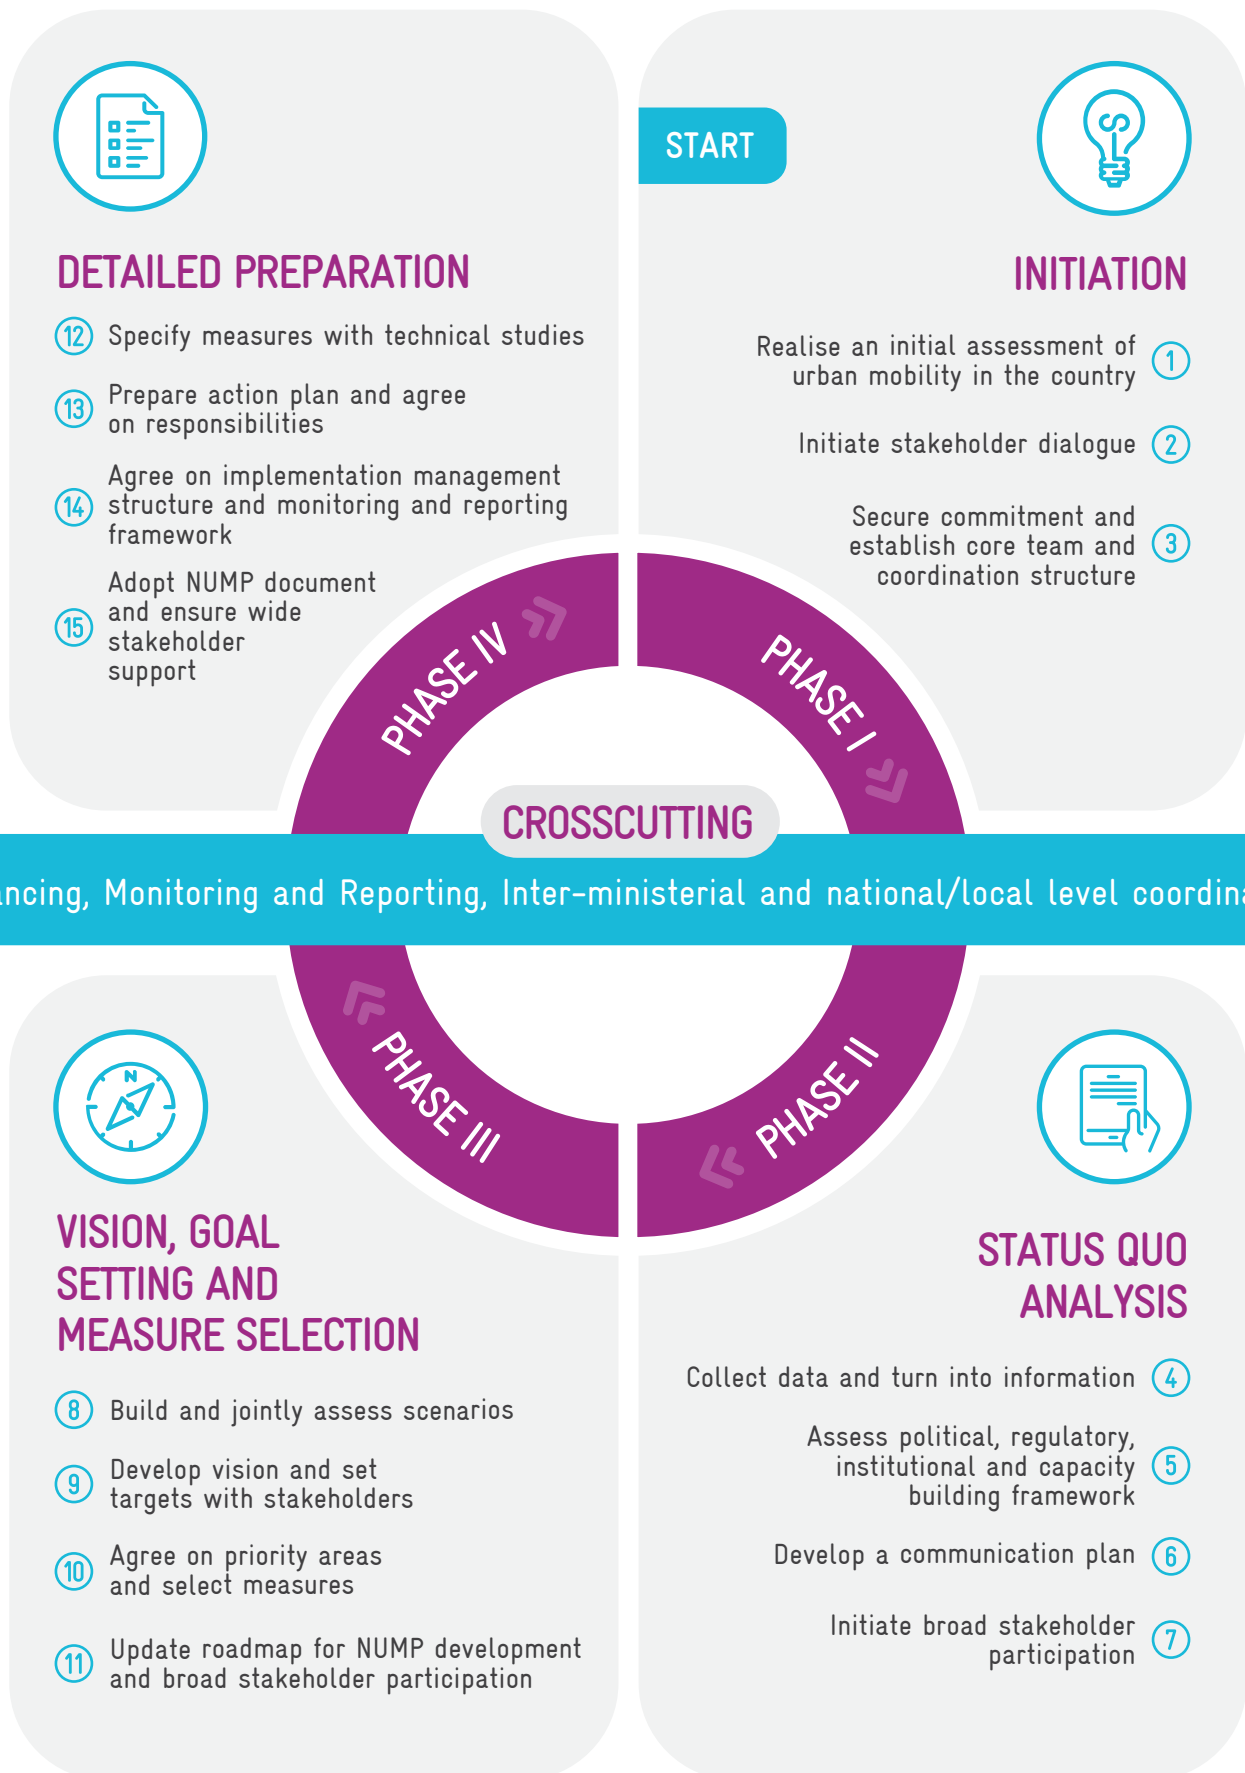 START
INITIATION
1
Realise an initial assessment of
urban mobility in the country
2
Initiate stakeholder dialogue
3
Secure commitment and
establish core team and
coordination structure
PHASE I
PHASE II
STATUS QUO
ANALYSIS
4
Collect data and turn into information
5
Assess political, regulatory,
institutional and capacity
building framework
6
Develop a communication plan
7
Initiate broad stakeholder
participation
PHASE III
N
VISION, GOAL
SETTING AND
MEASURE SELECTION
8
Build and jointly assess scenarios
9
Develop vision and set
targets with stakeholders
10
Agree on priority areas
and select measures
11
Update roadmap for NUMP development
and broad stakeholder participation
PHASE IV
DETAILED PREPARATION
12
Specify measures with technical studies
13
Prepare action plan and agree
on responsibilities
14
Agree on implementation management
structure and monitoring and reporting
framework
15
Adopt NUMP document
and ensure wide
stakeholder
support
CROSSCUTTING
ancing, Monitoring and Reporting, Inter-ministerial and national/local level coordina